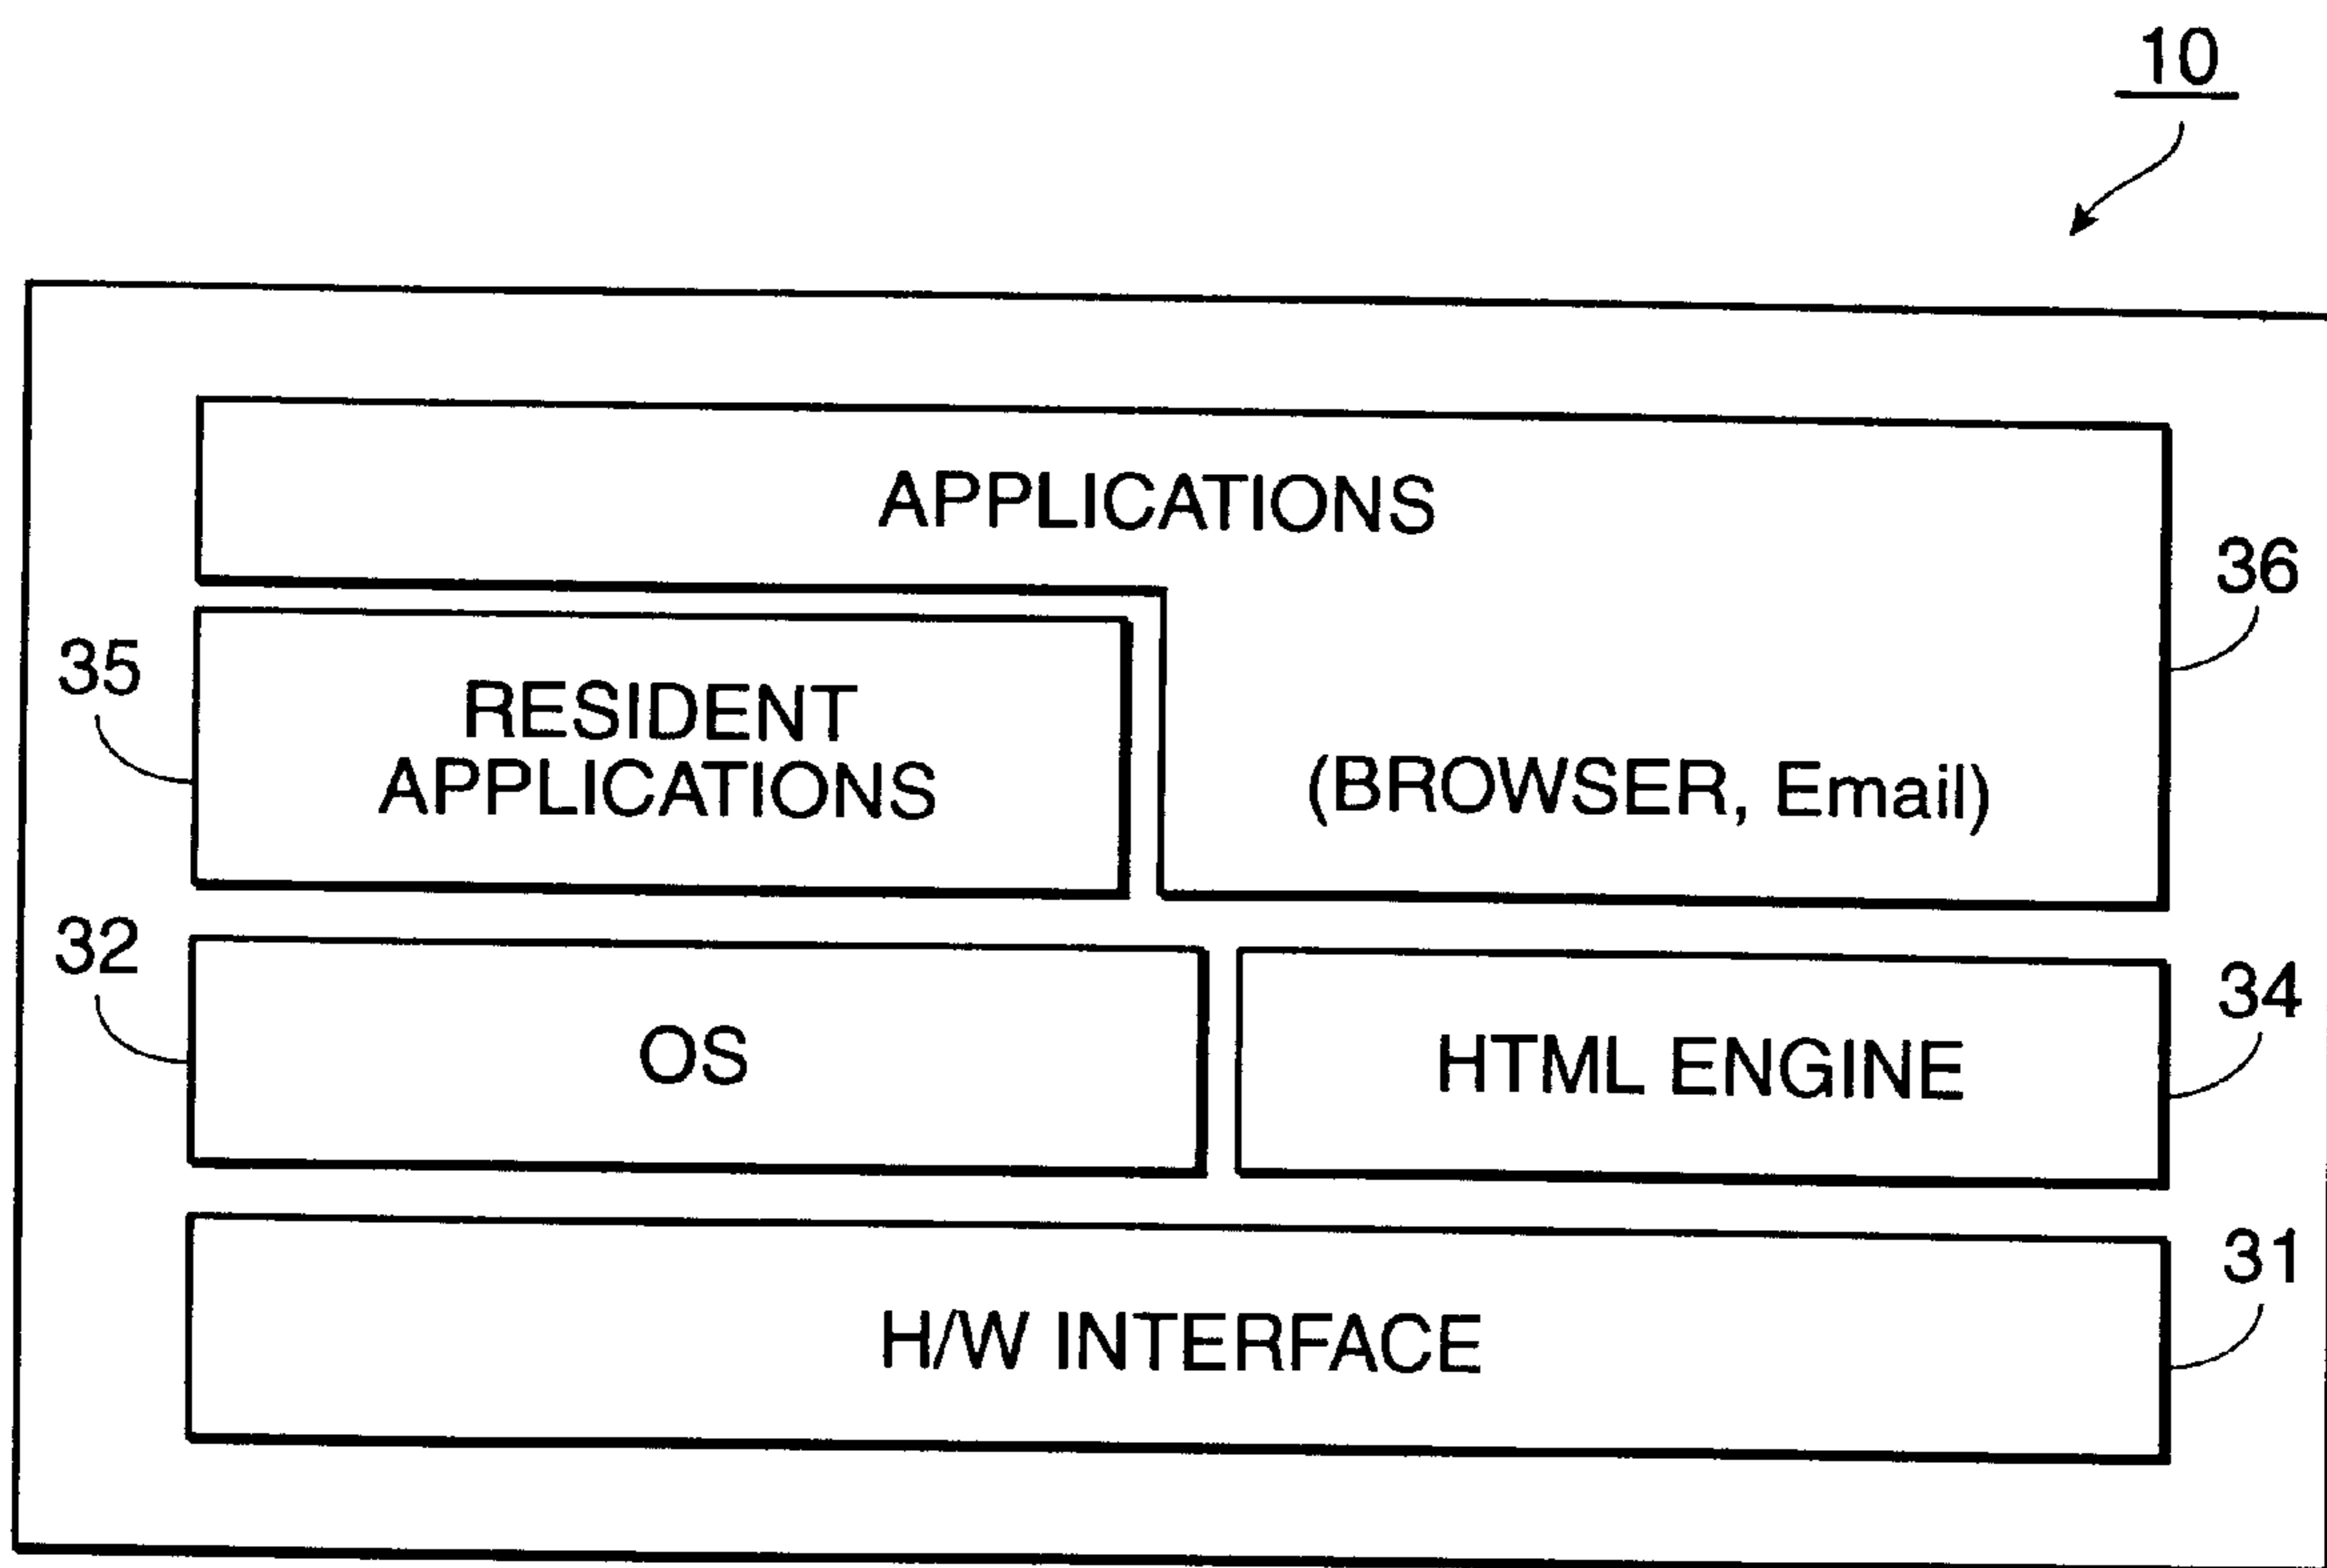 10
APPLICATIONS
36
35
RESIDENT
APPLICATIONS
(BROWSER, Email)
32
OS
34
HTML ENGINE
31
H/W INTERFACE